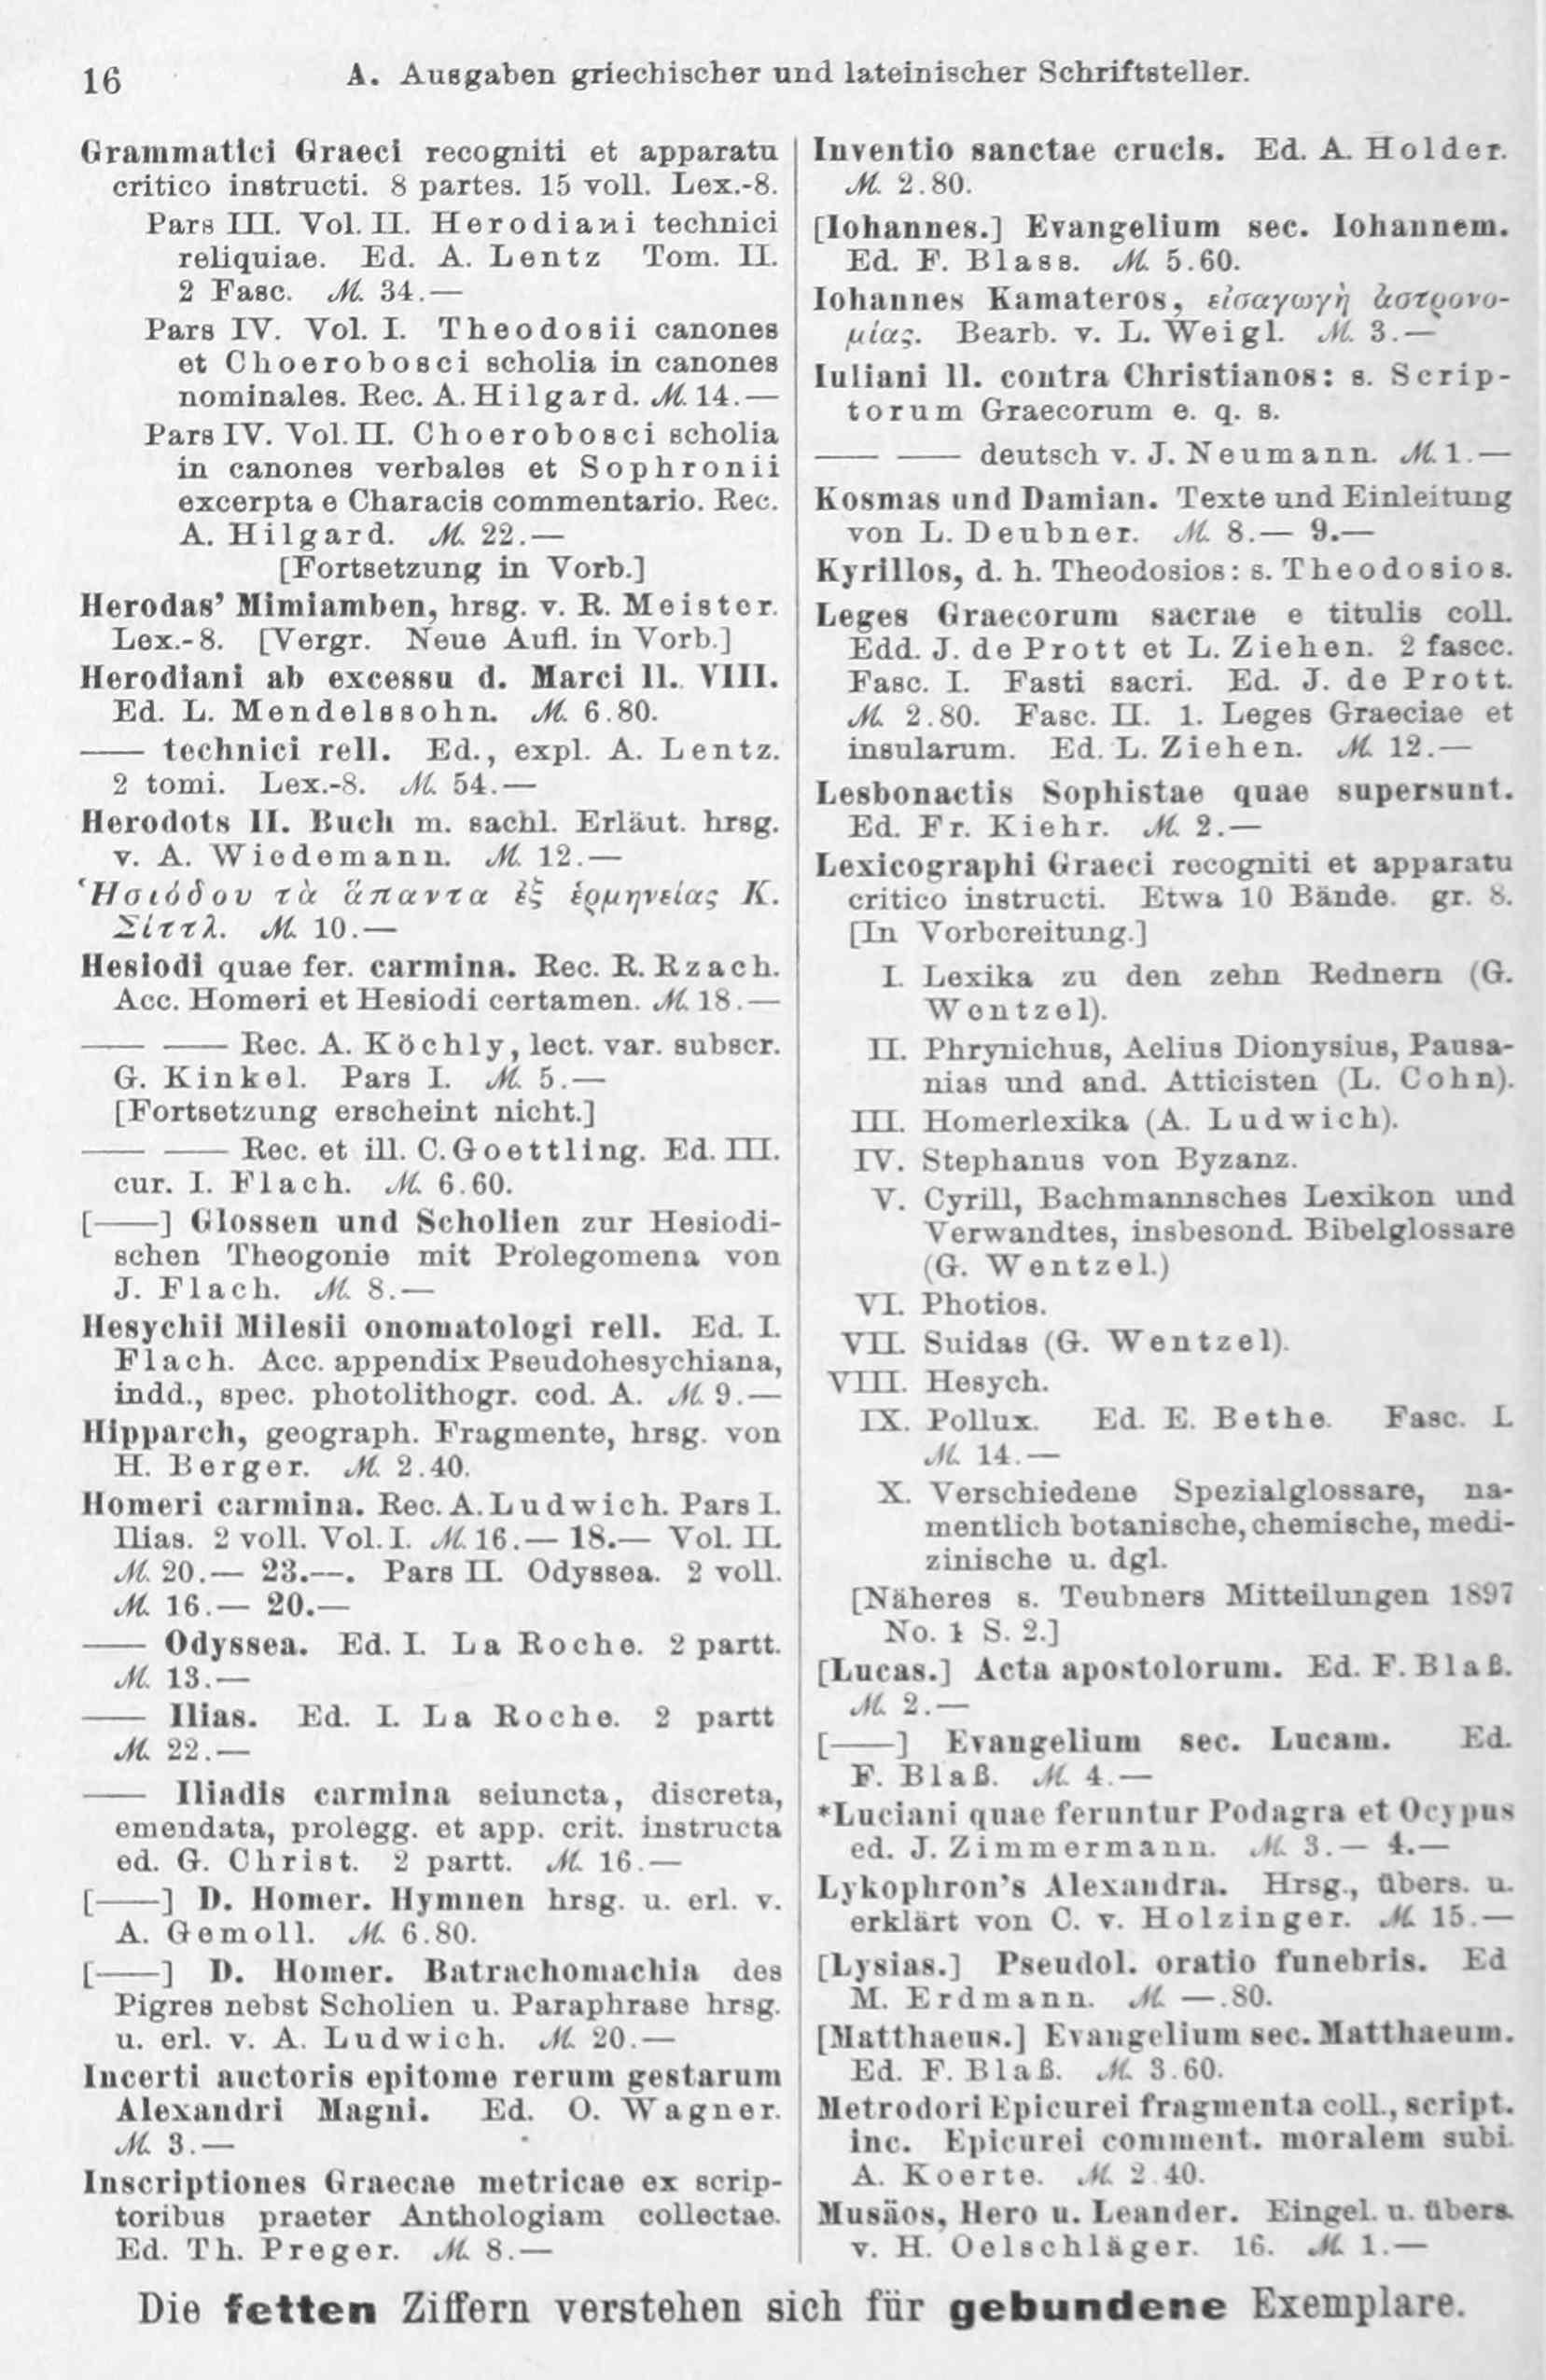 16
A. Ausgaben griechischer und lateinischer Schriftsteller.
Grammatici Graeci recogniti et apparatu
critico instructi. 8 partes. 15 voll. Lex.-8.
Pars III. Vol. II. Herodiani technici
reliquiae. Ed. A. Lentz Tom. II.
2 Fasc. ℳ 34.—
Pars IV. Vol. I. Theodosii canones
et Choerobosci scholia in canones
nominales. Rec. A. Hilgard. ℳ 14.—
Pars IV. Vol. II. Choerobosci scholia
in canones verbales et Sophronii
excerpta e Characis commentario. Rec.
A. Hilgard. ℳ 22.—
[Fortsetzung in Vorb.]
Herodas’ Mimiamben, hrsg. v. R. Meister.
Lex.-8. [Vergr. Neue Aufl. in Vorb.]
Herodiani ab excessu d. Marci ll. VIII.
Ed. L. Mendelssohn. ℳ 6.80.
—— technici rell. Ed., expl. A. Lentz.
2 tomi. Lex.-8. ℳ 54.—
Herodots II. Buch m. sachl. Erläut. hrsg.
v. A. Wiedemann. ℳ 12.—
Ἡσιόδου τὰ ἅπαντα ἐξ ἑρμηνείας Κ.
Σίττλ. ℳ 10.—
Hesiodi quae fer. carmina. Rec. R. Rzach.
Acc. Homeri et Hesiodi certamen. ℳ 18.—
—— —— Rec. A. Köchly, lect. var. subscr.
G. Kinkel. Pars I. ℳ 5.—
[Fortsetzung erscheint nicht.]
—— —— Rec. et ill. C. Goettling. Ed. III.
cur. I. Flach. ℳ 6.60.
[——] Glossen und Scholien zur Hesiodi-
schen Theogonie mit Prolegomena von
J. Flach. ℳ 8.—
Hesychii Milesii onomatologi rell. Ed. I.
Flach. Acc. appendix Pseudohesychiana,
indd., spec. photolithogr. cod. A. ℳ 9.—
Hipparch, geograph. Fragmente, hrsg. von
H. Berger. ℳ 2.40.
Homeri carmina. Rec. A. Ludwich. Pars I.
Ilias. 2 voll. Vol. I. ℳ 16.— 18.— Vol. II.
ℳ 20.— 23.—. Pars II. Odyssea. 2 voll.
ℳ 16.— 20.—
—— Odyssea. Ed. I. La Roche. 2 partt.
ℳ 13.—
—— Ilias. Ed. I. La Roche. 2 partt
ℳ 22.—
—— Iliadis carmina seiuncta, discreta,
emendata, prolegg. et app. crit. instructa
ed. G. Christ. 2 partt. ℳ 16.—
[——] D. Homer. Hymnen hrsg. u. erl. v.
A. Gemoll. ℳ 6.80.
[——] D. Homer. Batrachomachia des
Pigres nebst Scholien u. Paraphrase hrsg.
u. erl. v. A. Ludwich. ℳ 20.—
Incerti auctoris epitome rerum gestarum
Alexandri Magni. Ed. O. Wagner.
ℳ 3.—
Inscriptiones Graecae metricae ex scrip-
toribus praeter Anthologiam collectae.
Ed. Th. Preger. ℳ 8.—
Inventio sanctae crucis. Ed. A. Holder.
ℳ 2.80.
[Iohannes.] Evangelium sec. Iohannem.
Ed. F. Blass. ℳ 5.60.
Iohannes Kamateros, εἰσαγωγὴ ἀστρονο-
μίας. Bearb. v. L. Weigl. ℳ 3.—
Iuliani ll. contra Christianos: s. Scrip-
torum Graecorum e. q. s.
—— —— deutsch v. J. Neumann. ℳ 1.—
Kosmas und Damian. Texte und Einleitung
von L. Deubner. ℳ 8.— 9.—
Kyrillos, d. h. Theodosios: s. Theodosios.
Leges Graecorum sacrae e titulis coll.
Edd. J. de Prott et L. Ziehen. 2 fascc.
Fasc. I. Fasti sacri. Ed. J. de Prott.
ℳ 2.80. Fasc. II. 1. Leges Graeciae et
insularum. Ed. L. Ziehen. ℳ 12.—
Lesbonactis Sophistae quae supersunt.
Ed. Fr. Kiehr. ℳ 2.—
Lexicographi Graeci recogniti et apparatu
critico instructi. Etwa 10 Bände. gr. 8.
[In Vorbereitung.]
I. Lexika zu den zehn Rednern (G.
Wentzel).
II. Phrynichus, Aelius Dionysius, Pausa-
nias und and. Atticisten (L. Cohn).
III. Homerlexika (A. Ludwich).
IV. Stephanus von Byzanz.
V. Cyrill, Bachmannsches Lexikon und
Verwandtes, insbesond. Bibelglossare
(G. Wentzel.)
VI. Photios.
VII. Suidas (G. Wentzel).
VIII. Hesych.
IX. Pollux. Ed. E. Bethe. Fasc. I.
ℳ 14.—
X. Verschiedene Spezialglossare, na-
mentlich botanische, chemische, medi-
zinische u. dgl.
[Näheres s. Teubners Mitteilungen 1897
No. 1 S. 2.]
[Lucas.] Acta apostolorum. Ed. F. Blaß.
ℳ 2.—
[——] Evangelium sec. Lucam. Ed.
F. Blaß. ℳ 4.—
*Luciani quae feruntur Podagra et Ocypus
ed. J. Zimmermann. ℳ 3.— 4.—
Lykophron’s Alexandra. Hrsg., übers. u.
erklärt von C. v. Holzinger. ℳ 15.—
[Lysias.] Pseudol. oratio funebris. Ed
M. Erdmann. ℳ —.80.
[Matthaeus.] Evangelium sec. Matthaeum.
Ed. F. Blaß. ℳ 3.60.
Metrodori Epicurei fragmenta coll., script.
inc. Epicurei comment. moralem subi.
A. Koerte. ℳ 2.40.
Musäos, Hero u. Leander. Eingel. u. übers.
v. H. Oelschläger. 16. ℳ 1.—
Die fetten Ziffern verstehen sich für gebundene Exemplare.